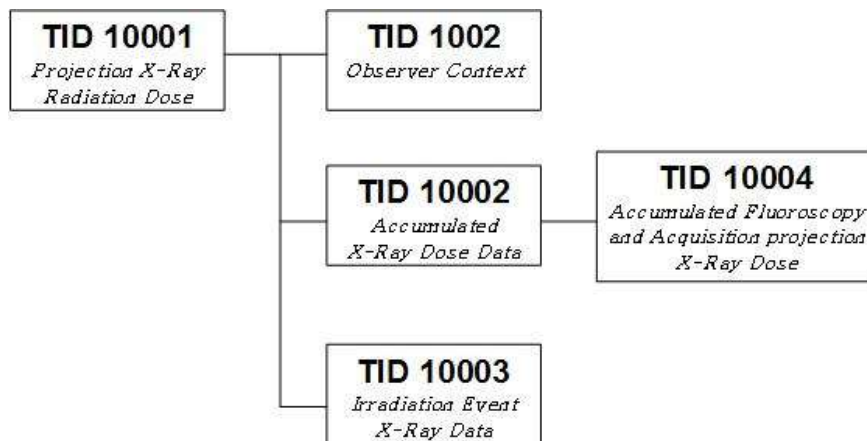 TID 10001
Projection X-Ray
Radiation Dose
TID 1002
Observer Context
TID 10002
Accumulated
X-Ray Dose Data
TID 10004
Accumulated Fluoroscopy
and Acquisition projection
X-Ray Dose
TID 10003
Irradiation Event
X-Ray Data